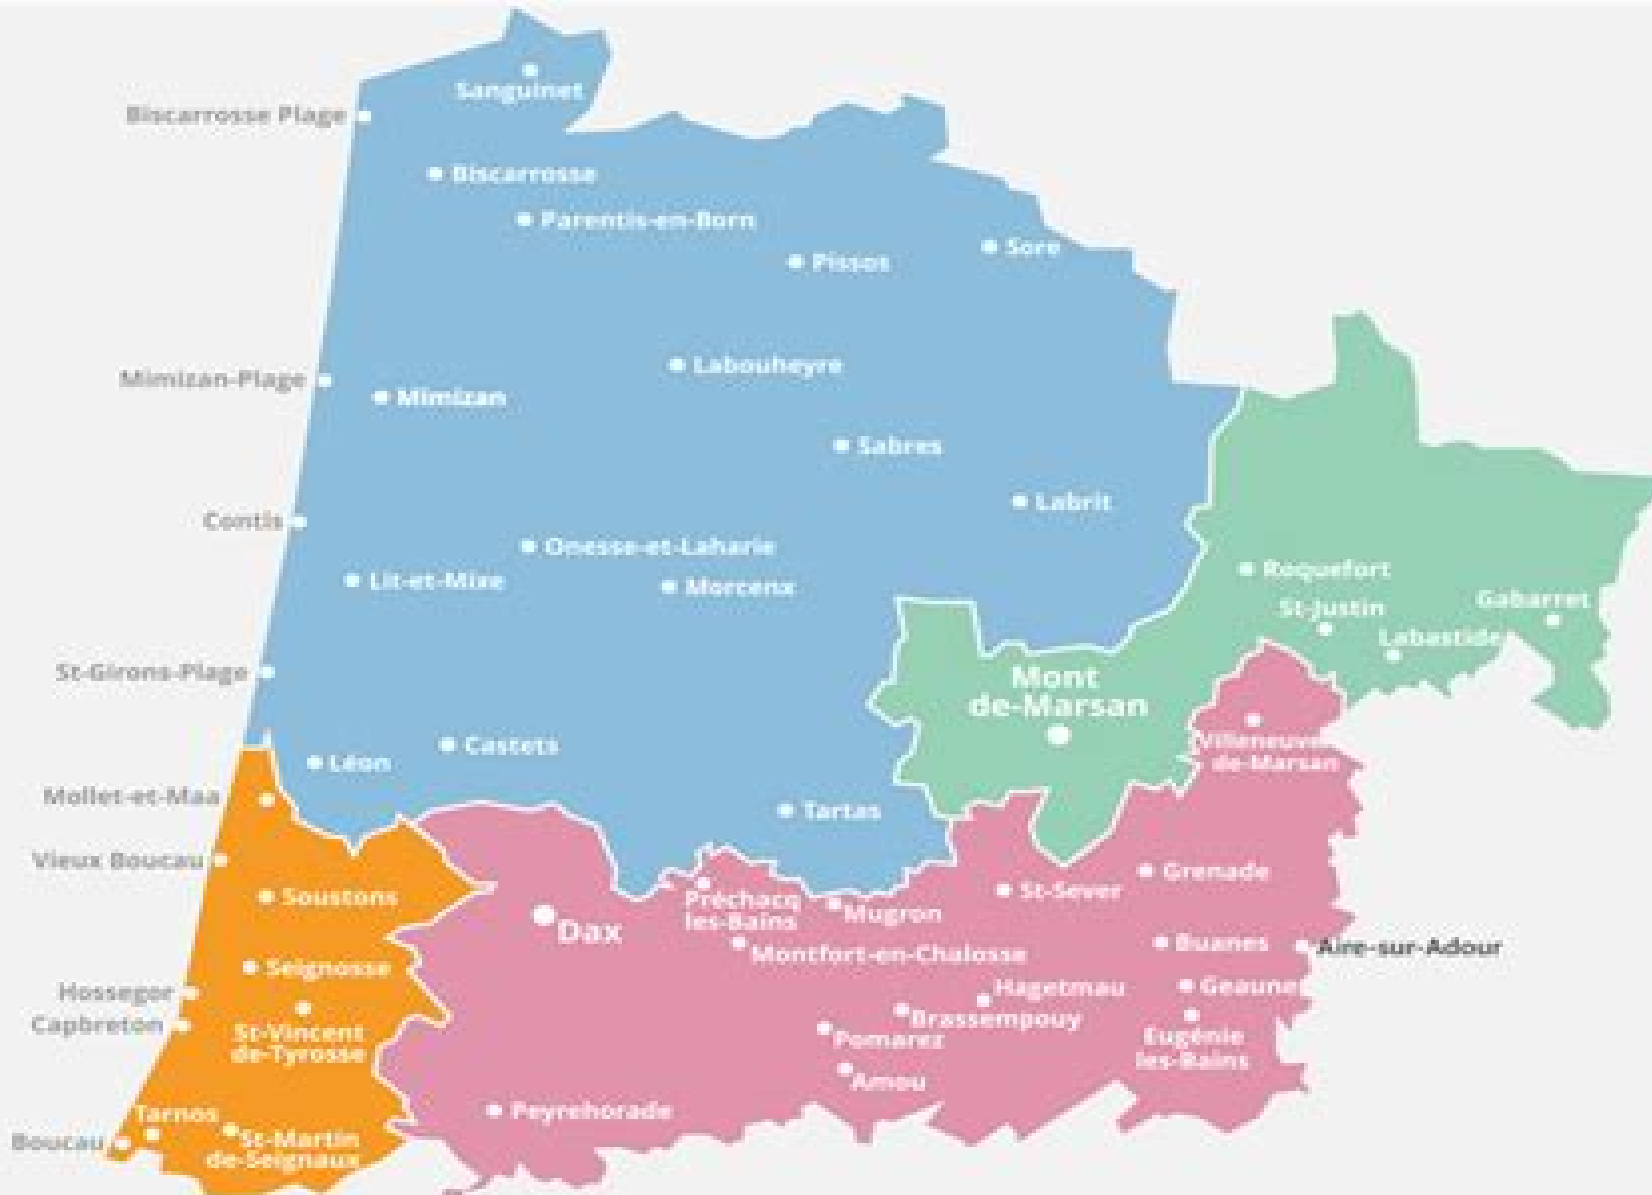 Sanguinet
Biscarrosse Plage
Biscarrosse
Parentis-en-Born
Sore
Pissos
Labouheyre
Mimizan-Plage
Mimizan
Sabres
Labrit
Contis
Onesse-et-Laharie
Roquefort
Lit-et-Mixe
Morcenx
Gabarret
St-Justin
Labastide
St-Girons-Plage
Mont
de-Marsan
Villeneuve
de-Marsan
Castets
Léon
Mollet-et-Maa
Tartas
Vieux Boucau
Grenade
St-Sever
Soustons
Préchacq
les-Bains
Mugron
Dax
Buanes
Aire-sur-Adour
Montfort-en-Chalosse
Seignosse
Hagetmau
Geaune
Hossegor
Brassempouy
Capbreton
St-Vincent
de-Tyrosse
Pomarez
Eugénie
les-Bains
Amou
Peyrehorade
Tarnos
Boucau
St-Martin
de-Seignaux